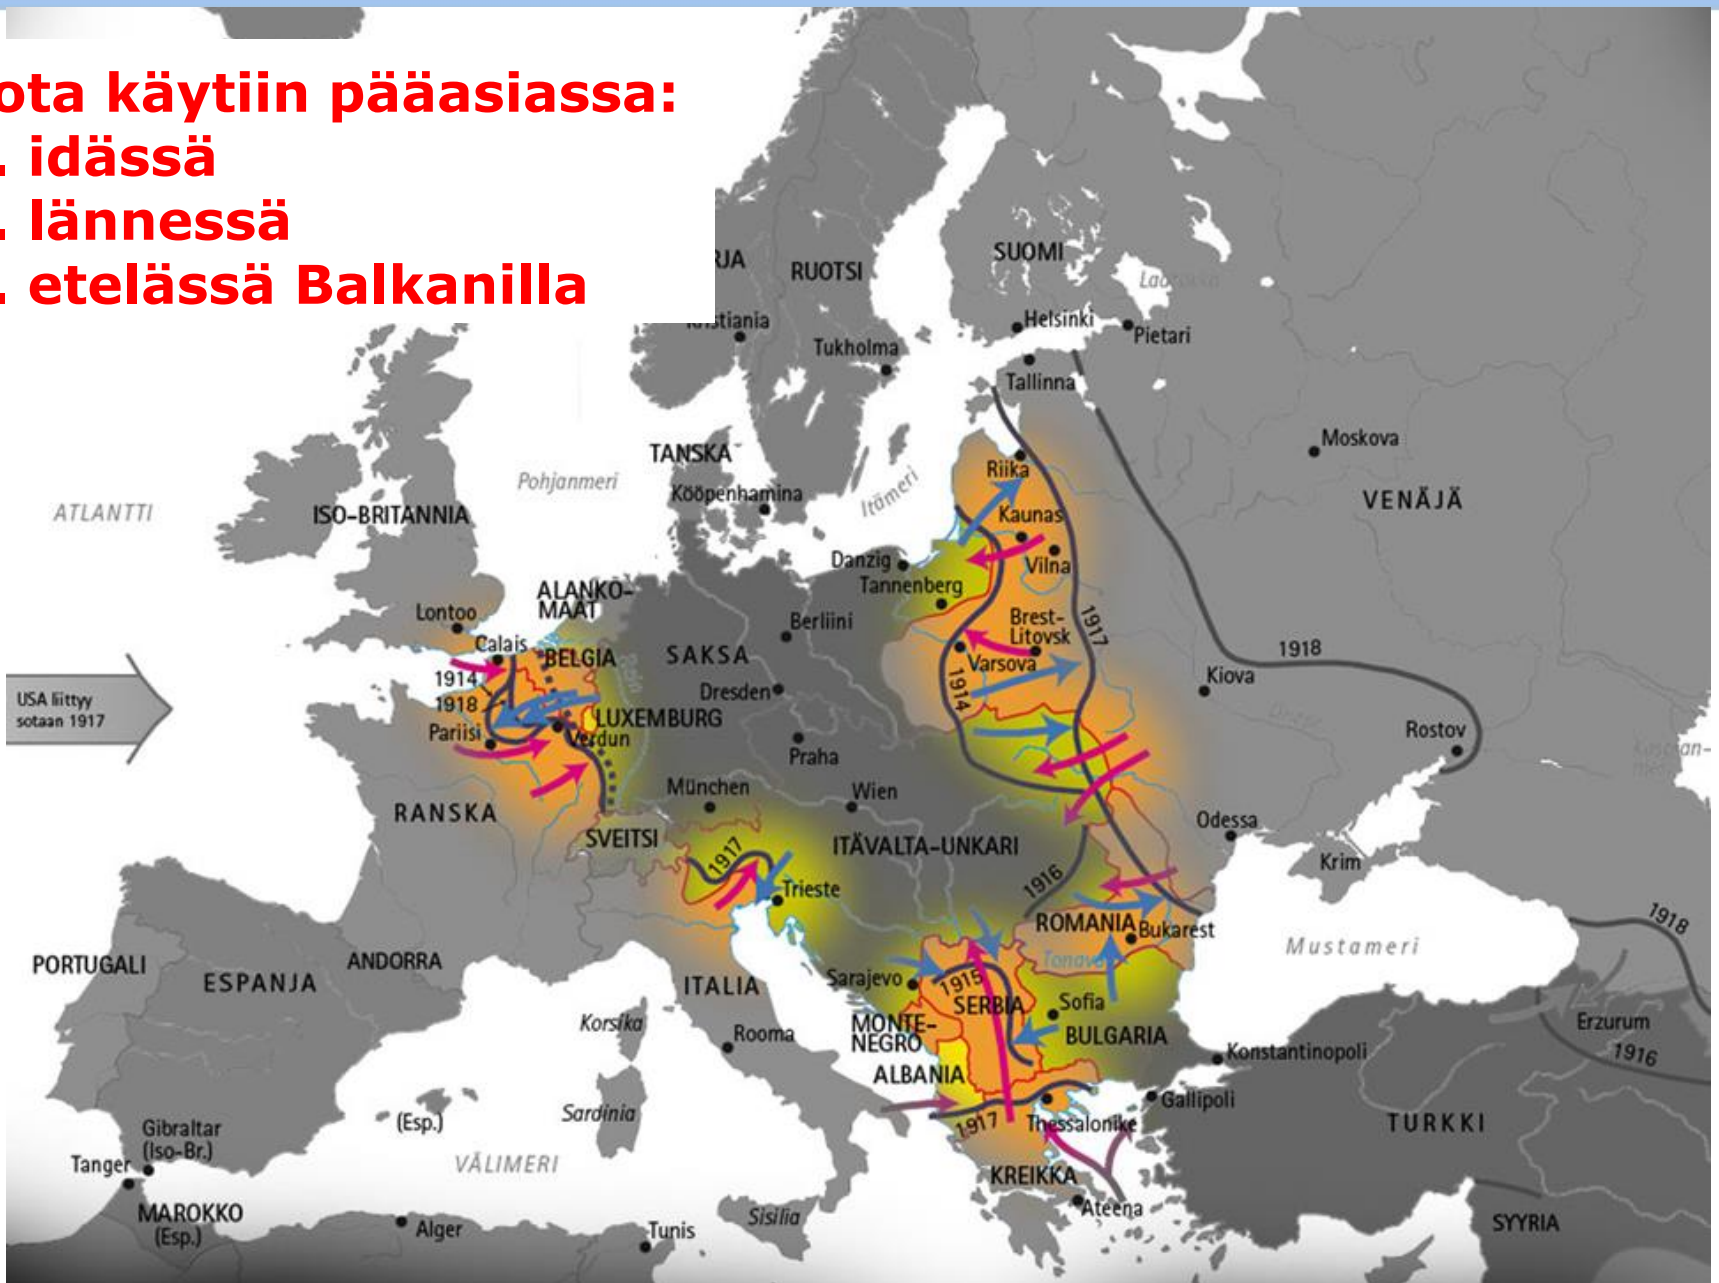 ota käytiin pääasiassa:
. idässä
. lännessä
. etelässä Balkanilla
RJA
RUOTSI
SUOMI
Laatokka
Helsinki
Pietari
Tukholma
Tallinna
Moskova
TANSKA
Riika
Pohjanmeri
Kööpenhamina
Itämeri
VENÄJÄ
ATLANTTI
ISO-BRITANNIA
Kaunas
Danzig
Vilna
Tannenberg
ALANKO-
MAAT
Lontoo
Berliini
Brest-
Litovsk
1917
Calais
BELGIA
SAKSA
Varsova
1918
1914
Kiova
USA liittyy
sotaan 1917
1918
Dresden
1914
LUXEMBURG
Pariisi
Verdun
Rostov
Praha
München
Wien
RANSKA
SVEITSI
ITÄVALTA-UNKARI
Odessa
1917
Krim
1916
Trieste
ROMANIA
Bukarest
1918
PORTUGALI
ESPANJA
ANDORRA
Mustameri
Tonava
Sarajevo
1915
ITALIA
SERBIA
Sofia
Korsika
Rooma
MONTE-
NEGRO
BULGARIA
Erzurum
Konstantinopoli
1916
ALBANIA
Gallipoli
Sardinia
(Esp.)
1917
Thessalonike
TURKKI
Gibraltar
(Iso-Br.)
Tanger
VÄLIMERI
KREIKKA
Ateena
MAROKKO
(Esp.)
Alger
Tunis
Sisilia
SYYRIA